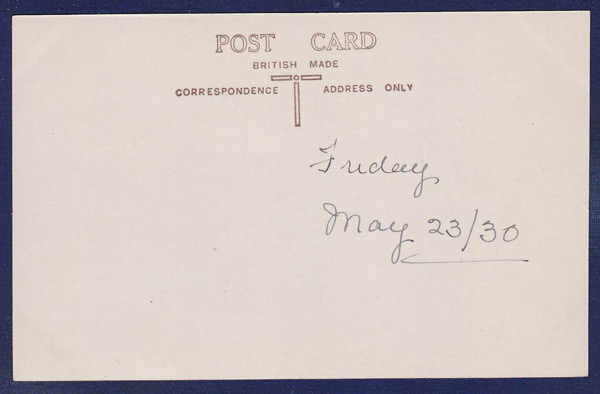 POST CARD
BRITISH MADE
CORRESPONDENCE ADDRESS ONLY
Friday
May 23/30